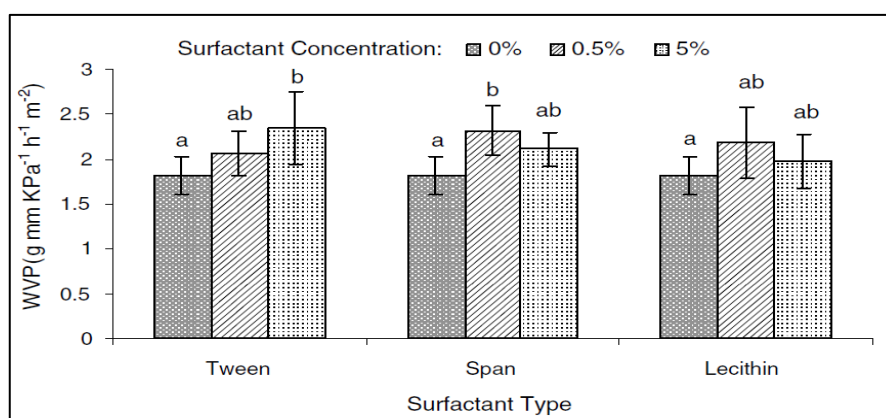 Surfactant Concentration: 0% 0.5% 5%
WVP(g mm KPa⁻¹ h⁻¹ m⁻²)
3
2.5
2
1.5
1
0.5
0
a ab b
a b ab
a ab ab
Tween Span Lecithin
Surfactant Type